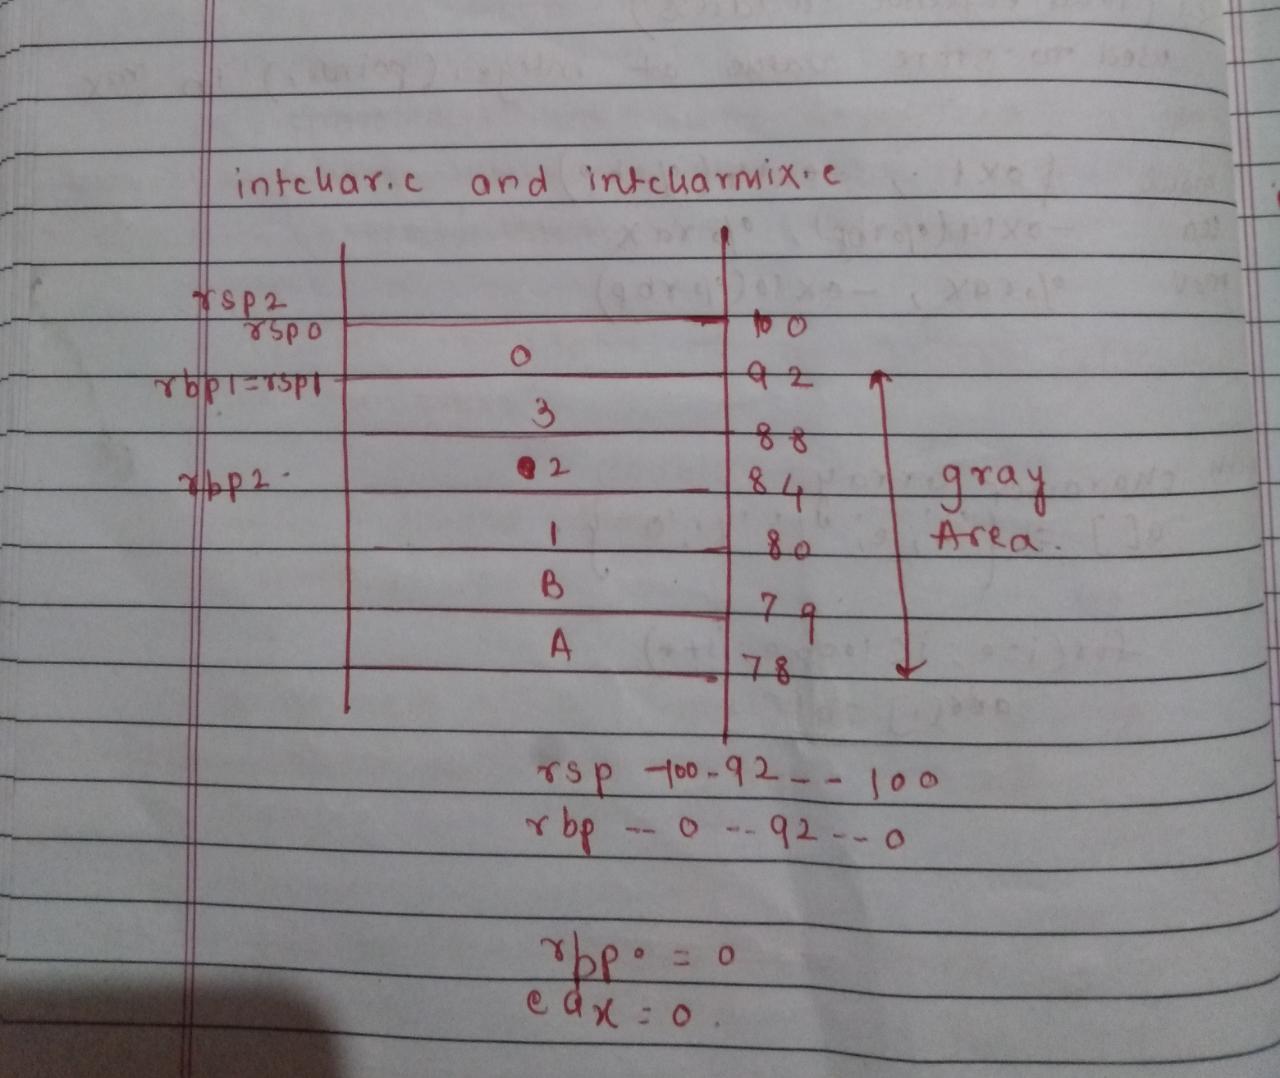 intchar.c and intcharmix.c
rsp2
rsp0 100
0
rbp1=rsp1 92
3
88
rbp2 2 84
gray
1 80
Area.
B
79
A
78
rsp -100-92-- 100
rbp -- 0 -- 92 -- 0
rbp0 = 0
eax = 0.